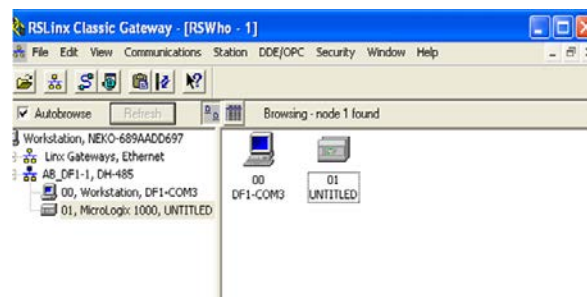 RSLinx Classic Gateway - [RSWho - 1]
File Edit View Communications Station DDE/OPC Security Window Help
Autobrowse Refresh Browsing - node 1 found
Workstation, NEKO-689AADD697
Linx Gateways, Ethernet
AB_DF1-1, DH-485
00, Workstation, DF1-COM3
01, MicroLogix 1000, UNTITLED
00
DF1-COM3
01
UNTITLED